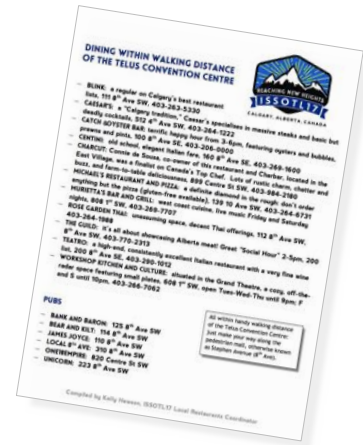 DINING WITHIN WALKING DISTANCE
OF THE TELUS CONVENTION CENTRE
REACHING NEW HEIGHTS
ISSOTL17
CALGARY, ALBERTA, CANADA
– BLINK: a regular on Calgary's best restaurant
lists, 111 8th Ave SW, 403-263-5330
– CAESAR'S: a "Calgary tradition," Caesar's specializes in massive steaks and basic but
deadly cocktails, 512 4th Ave SW, 403-264-1222
– CATCH OYSTER BAR: terrific happy hour from 3-6pm, featuring oysters and bubbles,
prawns and pints, 100 8th Ave SE, 403-206-0000
– CENTINI: old school, elegant Italian fare, 160 8th Ave SE, 403-269-1600
– CHARCUT: Connie de Sousa, co-owner of this restaurant and Charbar, located in the
East Village, was a finalist on Canada's Top Chef. Lots of rustic charm, chatter and
buzz, and farm-to-table deliciousness, 899 Centre St SW, 403-984-2180
– MICHAEL'S RESTAURANT AND PIZZA: a definite diamond in the rough: don't order
anything but the pizza (gluten-free available), 139 10 Ave SW, 403-264-6731
– MURIETTA'S BAR AND GRILL: west coast cuisine, live music Friday and Saturday
nights, 808 1st SW, 403-269-7707
– ROSE GARDEN THAI: unassuming space, decent Thai offerings, 112 8th Ave SW,
403-264-1988
– THE GUILD: it's all about showcasing Alberta meat! Great "Social Hour" 2-5pm, 200
8th Ave SW, 403-770-2313
– TEATRO: a high-end, consistently excellent Italian restaurant with a very fine wine
list, 200 8th Ave SE, 403-290-1012
– WORKSHOP KITCHEN AND CULTURE: situated in the Grand Theatre, a cozy, off-the-
radar space featuring small plates, 608 1st SW, open Tues-Wed-Thu until 9pm; F
and S until 10pm, 403-266-7062
PUBS
– BANK AND BARON: 125 8th Ave SW
– BEAR AND KILT: 114 8th Ave SW
– JAMES JOYCE: 110 8th Ave SW
– LOCAL 8th AVE: 310 8th Ave SW
– ONE18EMPIRE: 820 Centre St SW
– UNICORN: 223 8th Ave SW
All within handy walking distance
of the Telus Convention Centre:
Just make your way along the
pedestrian mall, otherwise known
as Stephen Avenue (8th Ave).
Compiled by Kelly Hewson, ISSOTL17 Local Restaurants Coordinator